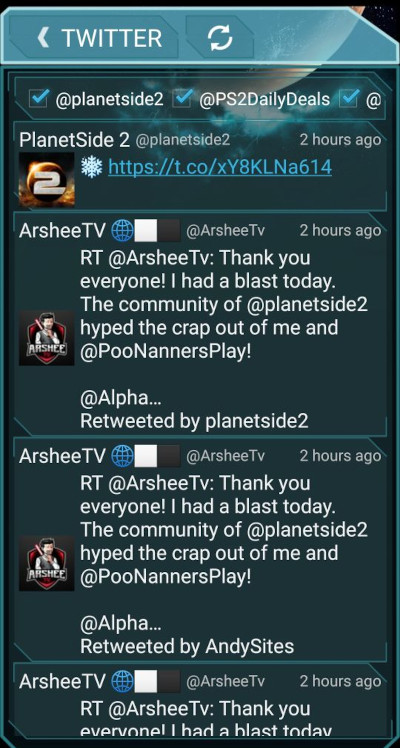 TWITTER
@planetside2 @PS2DailyDeals @
PlanetSide 2 @planetside2 2 hours ago
2 ❄ https://t.co/xY8KLNa614
ArsheeTV 🌐 @ArsheeTv 2 hours ago
RT @ArsheeTv: Thank you
everyone! I had a blast today.
The community of @planetside2
hyped the crap out of me and
ARSHEE
@PooNannersPlay!
@Alpha…
Retweeted by planetside2
ArsheeTV 🌐 @ArsheeTv 2 hours ago
RT @ArsheeTv: Thank you
everyone! I had a blast today.
The community of @planetside2
hyped the crap out of me and
ARSHEE
@PooNannersPlay!
@Alpha…
Retweeted by AndySites
ArsheeTV 🌐 @ArsheeTv 2 hours ago
RT @ArsheeTv: Thank you
everyone! I had a blast today